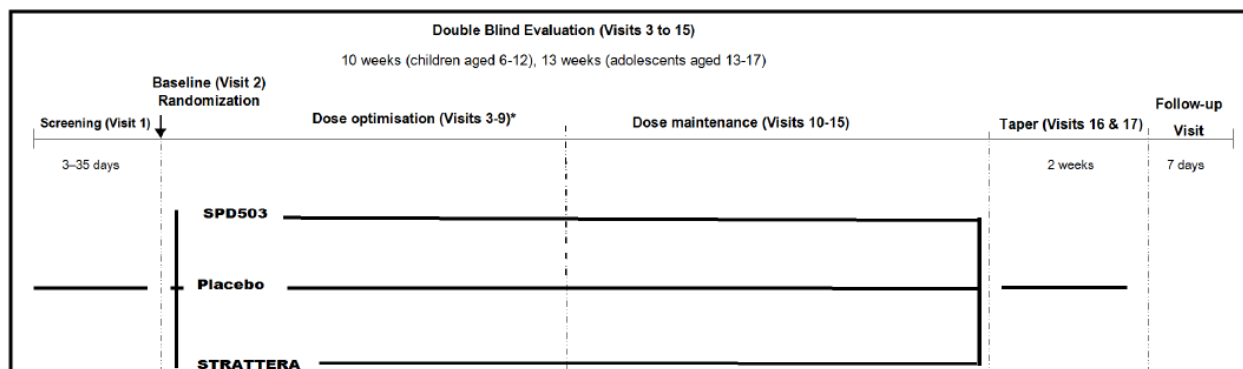 Double Blind Evaluation (Visits 3 to 15)
10 weeks (children aged 6-12), 13 weeks (adolescents aged 13-17)
Baseline (Visit 2)
Randomization
Screening (Visit 1)
Dose optimisation (Visits 3-9)*
Dose maintenance (Visits 10-15)
Taper (Visits 16 & 17)
Follow-up
Visit
3–35 days
2 weeks
7 days
SPD503
Placebo
STRATTERA